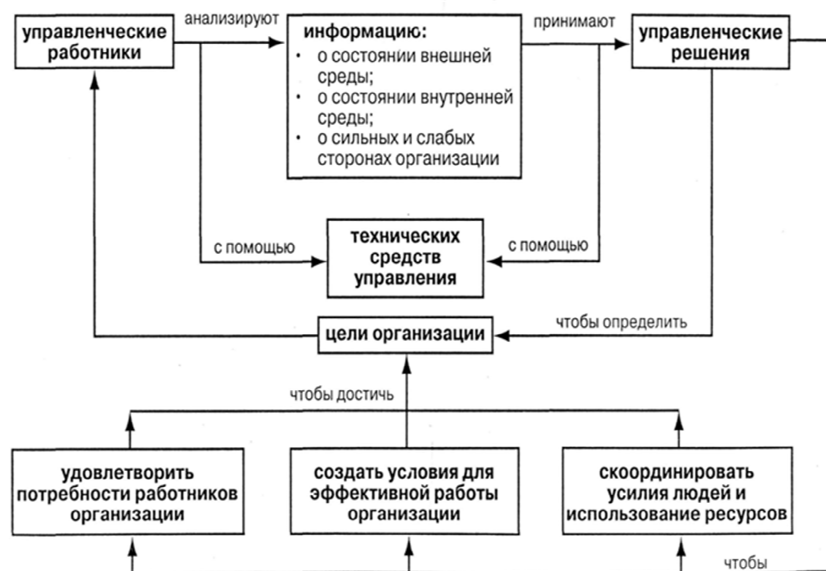 управленческие
работники
анализируют
информацию:
• о состоянии внешней
среды;
• о состоянии внутренней
среды;
• о сильных и слабых
сторонах организации
принимают
управленческие
решения
с помощью
технических
средств
управления
с помощью
цели организации
чтобы определить
чтобы достичь
удовлетворить
потребности работников
организации
создать условия для
эффективной работы
организации
скоординировать
усилия людей и
использование ресурсов
чтобы